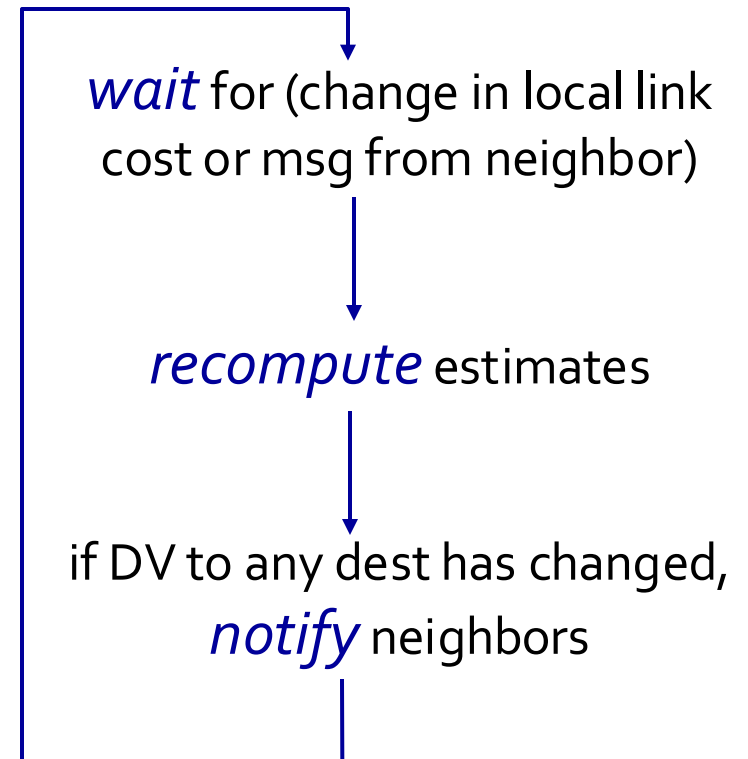 wait for (change in local link
cost or msg from neighbor)
recompute estimates
if DV to any dest has changed,
notify neighbors